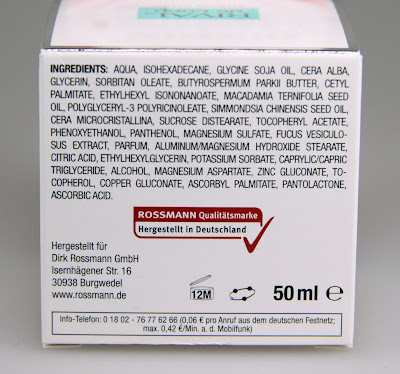 RIVAL
de Loop
INGREDIENTS: AQUA, ISOHEXADECANE, GLYCINE SOJA OIL, CERA ALBA,
GLYCERIN, SORBITAN OLEATE, BUTYROSPERMUM PARKII BUTTER, CETYL
PALMITATE, ETHYLHEXYL ISONONANOATE, MACADAMIA TERNIFOLIA SEED
OIL, POLYGLYCERYL-3 POLYRICINOLEATE, SIMMONDSIA CHINENSIS SEED OIL,
CERA MICROCRISTALLINA, SUCROSE DISTEARATE, TOCOPHERYL ACETATE,
PHENOXYETHANOL, PANTHENOL, MAGNESIUM SULFATE, FUCUS VESICULO-
SUS EXTRACT, PARFUM, ALUMINUM/MAGNESIUM HYDROXIDE STEARATE,
CITRIC ACID, ETHYLHEXYLGLYCERIN, POTASSIUM SORBATE, CAPRYLIC/CAPRIC
TRIGLYCERIDE, ALCOHOL, MAGNESIUM ASPARTATE, ZINC GLUCONATE, TO-
COPHEROL, COPPER GLUCONATE, ASCORBYL PALMITATE, PANTOLACTONE,
ASCORBIC ACID.
ROSSMANN Qualitätsmarke
Hergestellt in Deutschland
Hergestellt für
Dirk Rossmann GmbH
Isernhägener Str. 16
30938 Burgwedel
www.rossmann.de
12M
50 ml ℮
Info-Telefon: 0 18 02 - 76 77 62 66 (0,06 € pro Anruf aus dem deutschen Festnetz;
max. 0,42 €/Min. a. d. Mobilfunk)